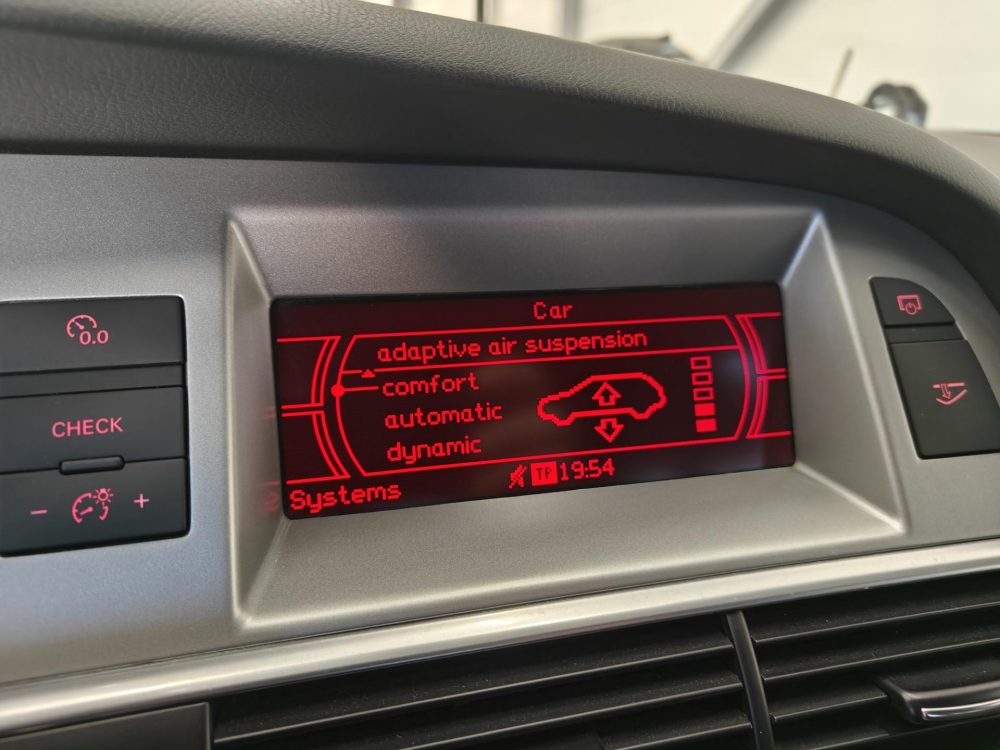 Car
adaptive air suspension
comfort
automatic
dynamic
Systems
TP 19:54
0.0
CHECK
- +